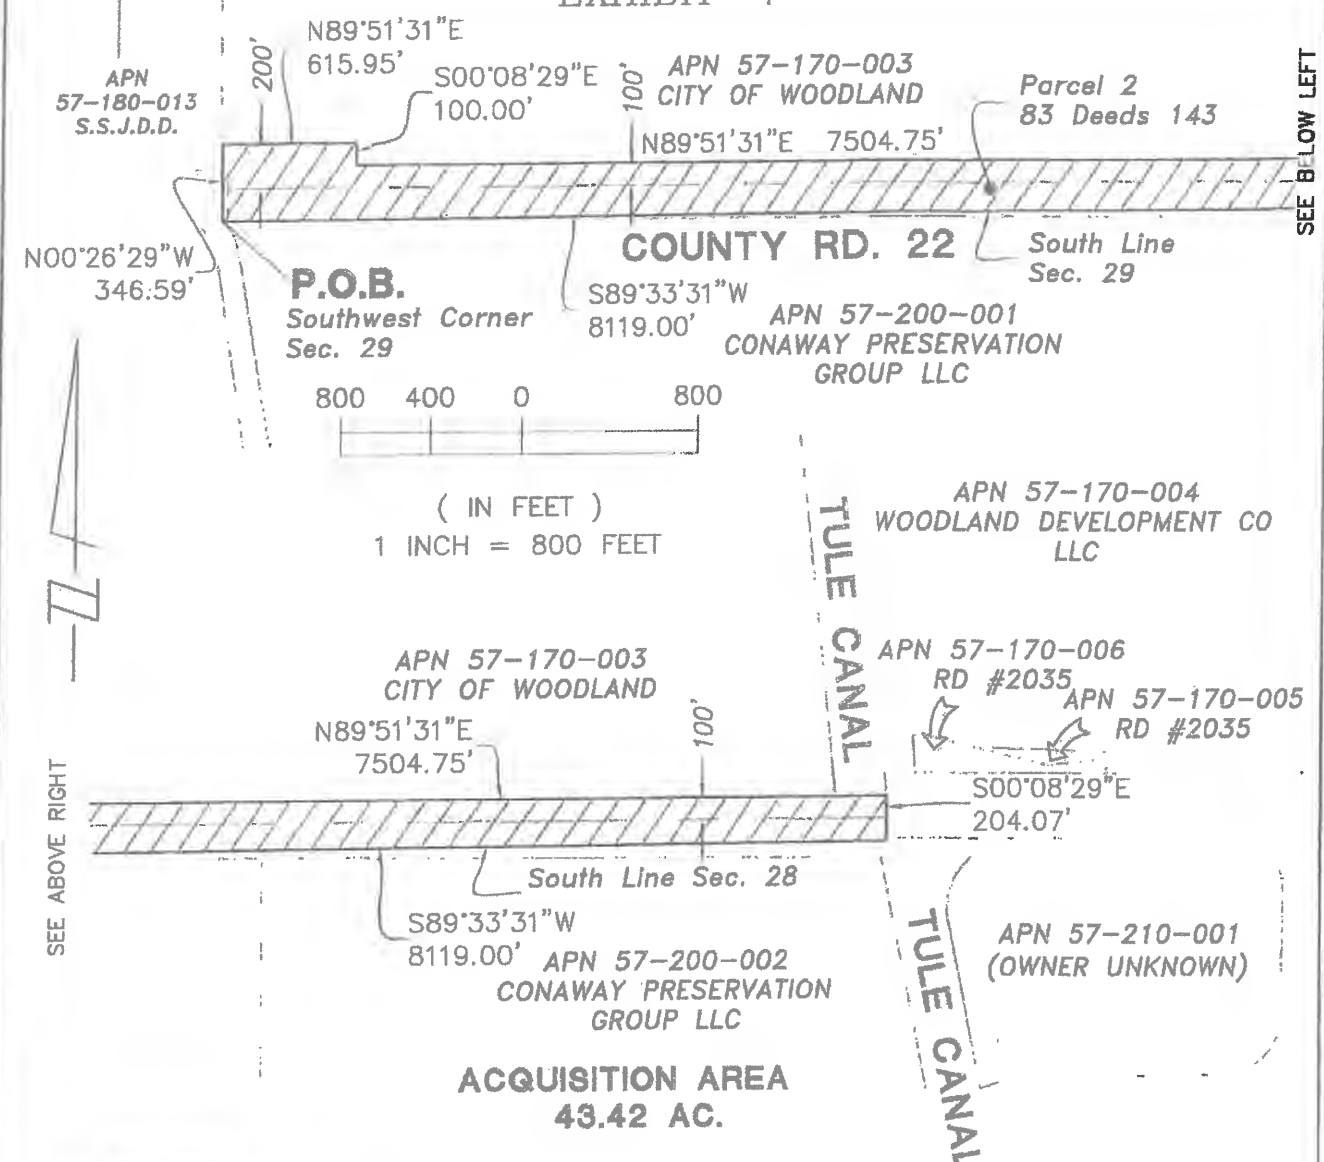 EXHIBIT
N89°51'31"E
615.95'
200'
APN
57-180-013
S.S.J.D.D.
S00°08'29"E
100.00'
100'
APN 57-170-003
CITY OF WOODLAND
N89°51'31"E 7504.75'
Parcel 2
83 Deeds 143
SEE BELOW LEFT
N00°26'29"W
346.59'
P.O.B.
Southwest Corner
Sec. 29
COUNTY RD. 22
South Line
Sec. 29
S89°33'31"W
8119.00'
APN 57-200-001
CONAWAY PRESERVATION
GROUP LLC
800 400 0 800
( IN FEET )
1 INCH = 800 FEET
TULE CANAL
APN 57-170-004
WOODLAND DEVELOPMENT CO
LLC
APN 57-170-003
CITY OF WOODLAND
N89°51'31"E
7504.75'
100'
APN 57-170-006
RD #2035
APN 57-170-005
RD #2035
S00°08'29"E
204.07'
SEE ABOVE RIGHT
South Line Sec. 28
S89°33'31"W
8119.00'
APN 57-200-002
CONAWAY PRESERVATION
GROUP LLC
TULE CANAL
APN 57-210-001
(OWNER UNKNOWN)
ACQUISITION AREA
43.42 AC.